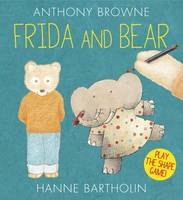 ANTHONY BROWNE
FRIDA AND BEAR
PLAY
THE SHAPE
GAME!
HANNE BARTHOLIN